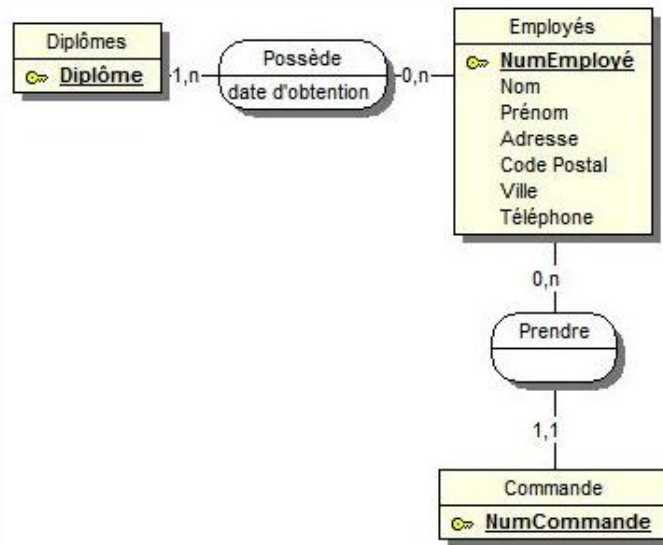 Diplômes
Diplôme
1,n
Possède
date d'obtention
0,n
Employés
NumEmployé
Nom
Prénom
Adresse
Code Postal
Ville
Téléphone
0,n
Prendre
1,1
Commande
NumCommande